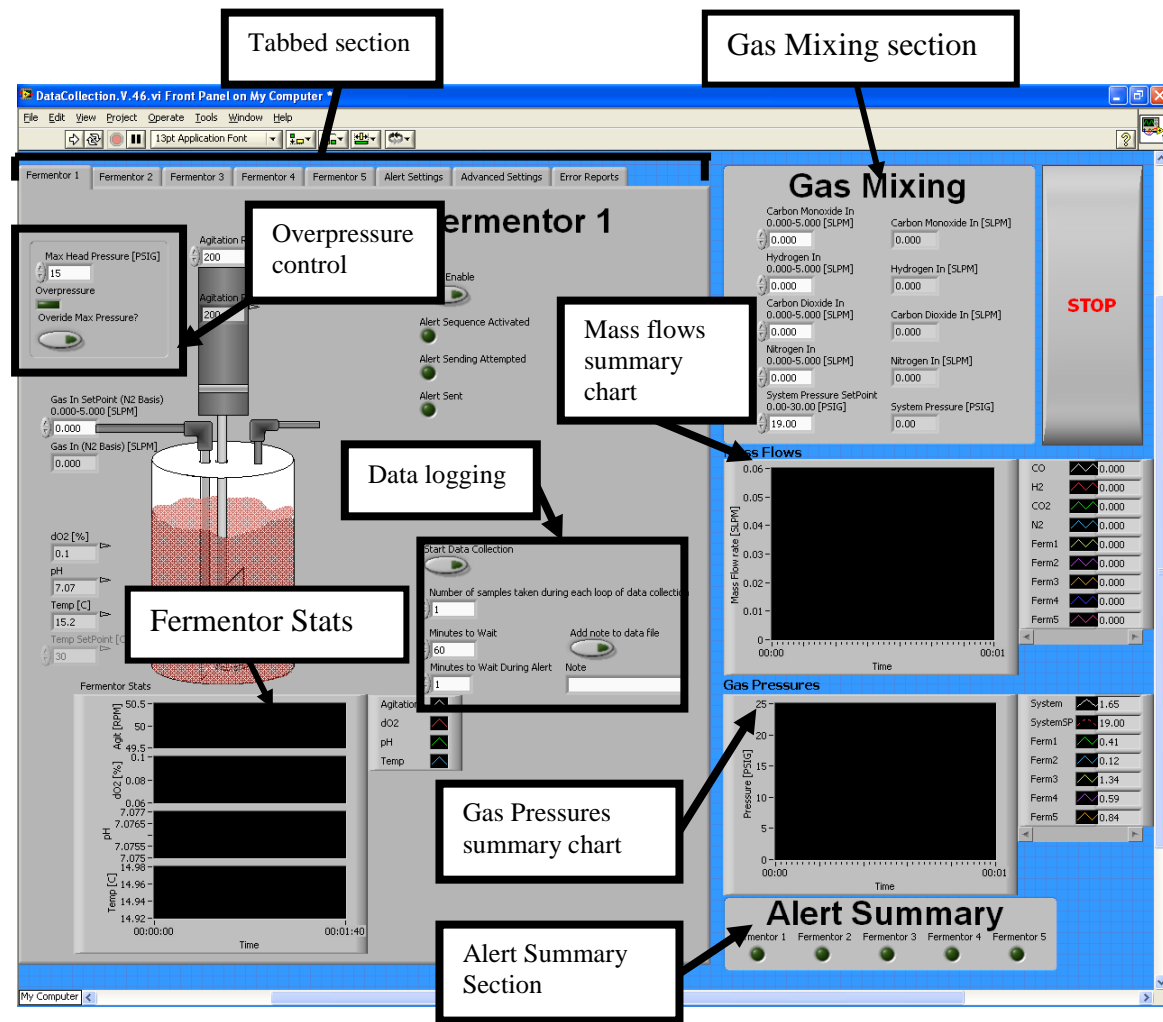 Tabbed section
Gas Mixing section
DataCollection.V.46.vi Front Panel on My Computer *
File Edit View Project Operate Tools Window Help
13pt Application Font
Fermentor 1 Fermentor 2 Fermentor 3 Fermentor 4 Fermentor 5 Alert Settings Advanced Settings Error Reports
ermentor 1
Max Head Pressure [PSIG]
15
Overpressure
Overide Max Pressure?
Agitation R
200
Agitation
200
Overpressure
control
Enable
Alert Sequence Activated
Alert Sending Attempted
Alert Sent
Gas In SetPoint (N2 Basis)
0.000-5.000 [SLPM]
0.000
Gas In (N2 Basis) [SLPM]
0.000
dO2 [%]
0.1
pH
7.07
Temp [C]
15.2
Temp SetPoint [C
30
Data logging
Start Data Collection
Number of samples taken during each loop of data collection
1
Minutes to Wait
60
Add note to data file
Minutes to Wait During Alert
1
Note
Fermentor Stats
Fermentor Stats
Agit [RPM]
50.5
50
49.5
dO2 [%]
0.1
0.08
0.06
pH
7.077
7.0765
7.0755
7.075
Temp [C]
14.98
14.96
14.94
14.92
00:00:00 00:01:40
Time
Agitation
dO2
pH
Temp
Gas Mixing
Carbon Monoxide In
0.000-5.000 [SLPM]
0.000
Carbon Monoxide In [SLPM]
0.000
Hydrogen In
0.000-5.000 [SLPM]
0.000
Hydrogen In [SLPM]
0.000
Carbon Dioxide In
0.000-5.000 [SLPM]
0.000
Carbon Dioxide In [SLPM]
0.000
Nitrogen In
0.000-5.000 [SLPM]
0.000
Nitrogen In [SLPM]
0.000
System Pressure SetPoint
0.00-30.00 [PSIG]
19.00
System Pressure [PSIG]
0.00
STOP
Mass flows
summary
chart
Mass Flows
Mass Flow rate [SLPM]
0.06
0.05
0.04
0.03
0.02
0.01
0
00:00 00:01
Time
CO 0.000
H2 0.000
CO2 0.000
N2 0.000
Ferm1 0.000
Ferm2 0.000
Ferm3 0.000
Ferm4 0.000
Ferm5 0.000
Gas Pressures
Pressure [PSIG]
25
20
15
10
5
0
00:00 00:01
Time
System 1.65
SystemSP 19.00
Ferm1 0.41
Ferm2 0.12
Ferm3 1.34
Ferm4 0.59
Ferm5 0.84
Gas Pressures
summary chart
Alert Summary
ermentor 1 Fermentor 2 Fermentor 3 Fermentor 4 Fermentor 5
Alert Summary
Section
My Computer